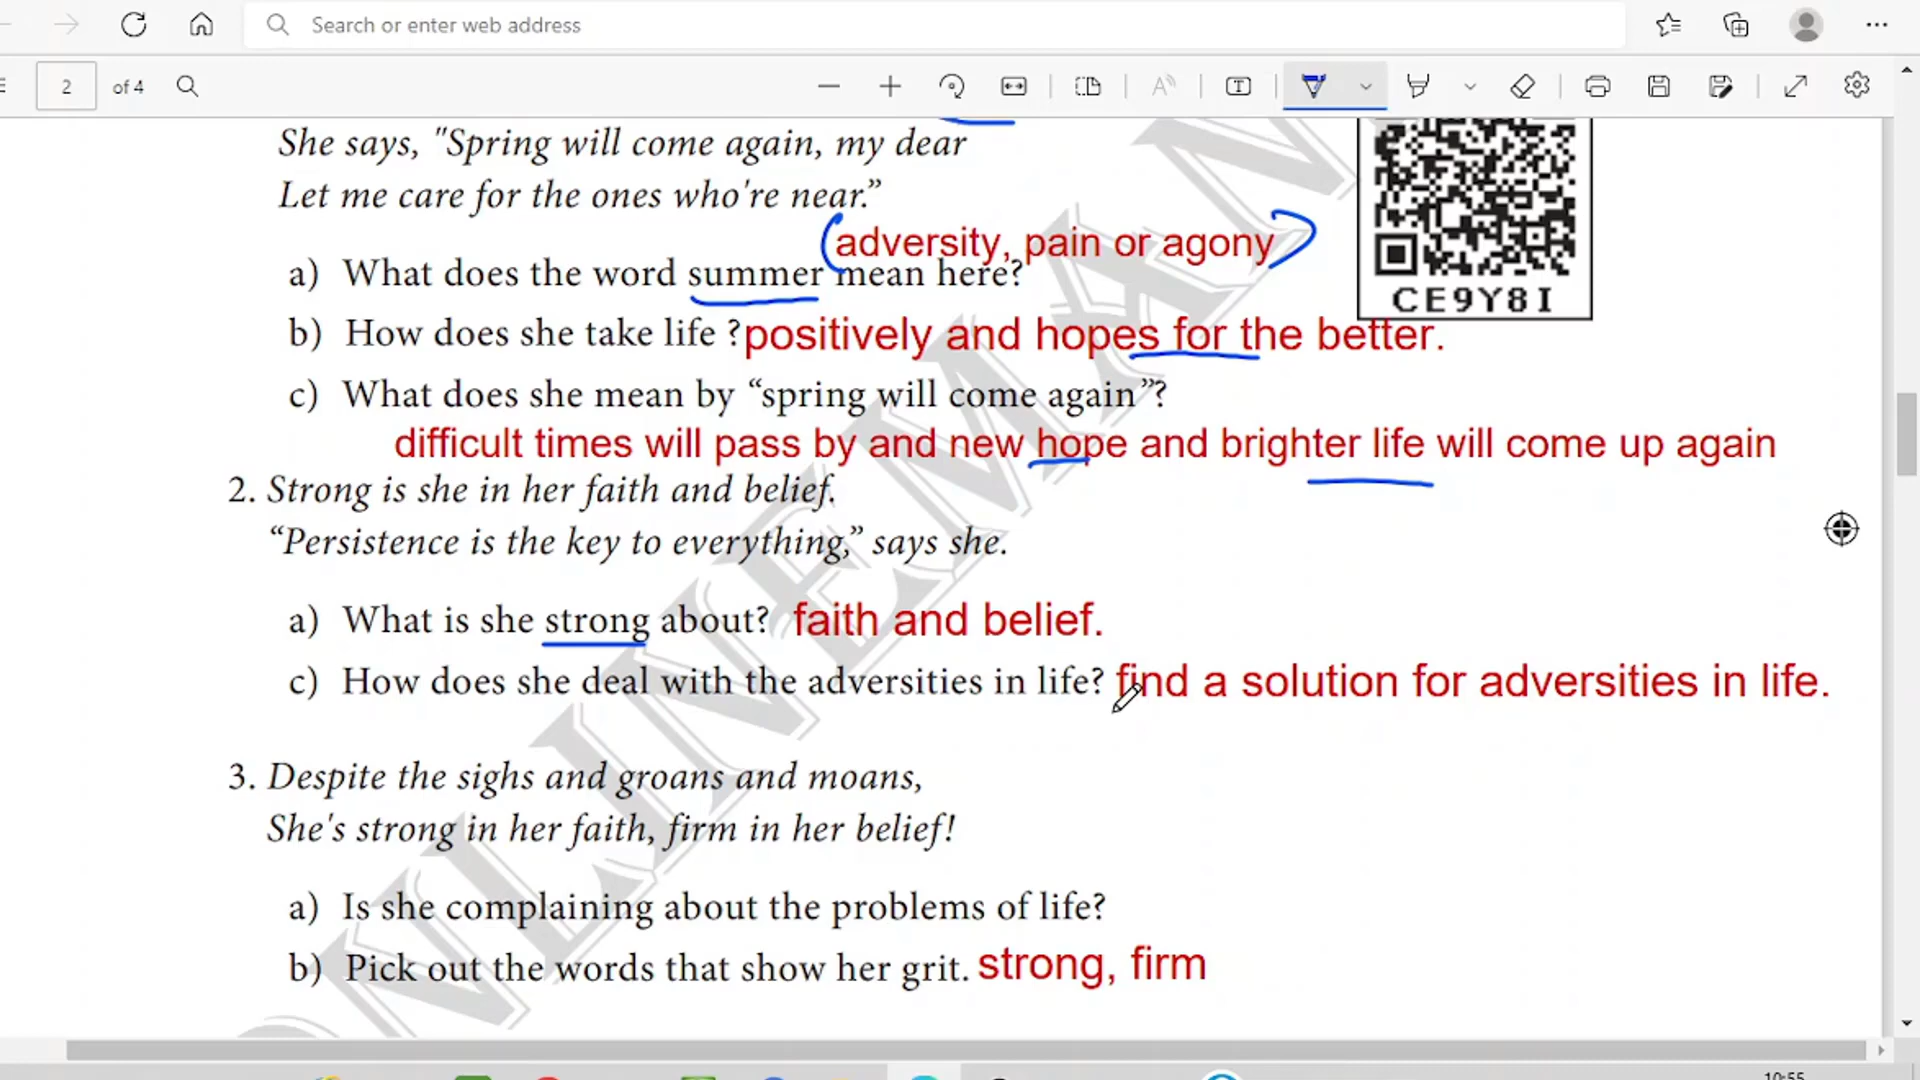 Search or enter web address
2 of 4
She says, "Spring will come again, my dear
Let me care for the ones who're near.”
adversity, pain or agony
a) What does the word summer mean here?
CE9Y8I
b) How does she take life ? positively and hopes for the better.
c) What does she mean by “spring will come again”?
difficult times will pass by and new hope and brighter life will come up again
2. Strong is she in her faith and belief.
“Persistence is the key to everything,” says she.
a) What is she strong about? faith and belief.
c) How does she deal with the adversities in life? find a solution for adversities in life.
3. Despite the sighs and groans and moans,
She's strong in her faith, firm in her belief!
a) Is she complaining about the problems of life?
b) Pick out the words that show her grit. strong, firm
10:55